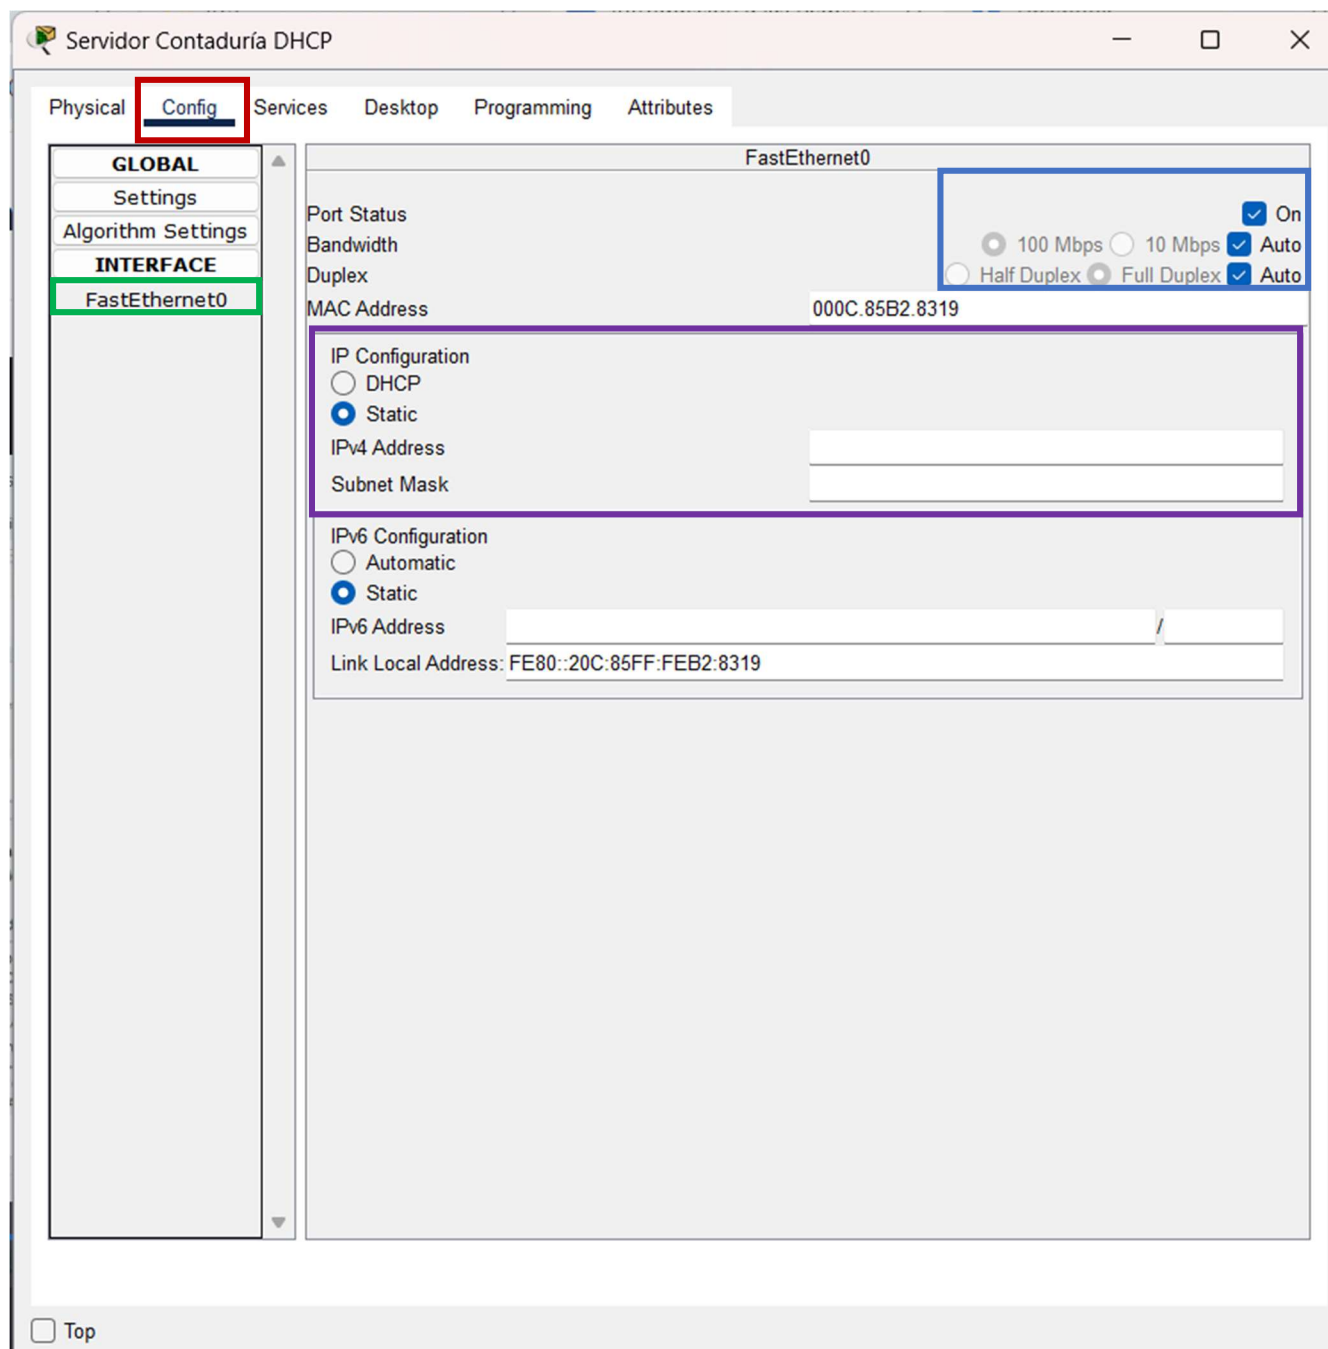 Servidor Contaduría DHCP
Physical Config Services Desktop Programming Attributes
GLOBAL
Settings
Algorithm Settings
INTERFACE
FastEthernet0
FastEthernet0
Port Status On
Bandwidth 100 Mbps 10 Mbps Auto
Duplex Half Duplex Full Duplex Auto
MAC Address 000C.85B2.8319
IP Configuration
DHCP
Static
IPv4 Address
Subnet Mask
IPv6 Configuration
Automatic
Static
IPv6 Address /
Link Local Address: FE80::20C:85FF:FEB2:8319
Top